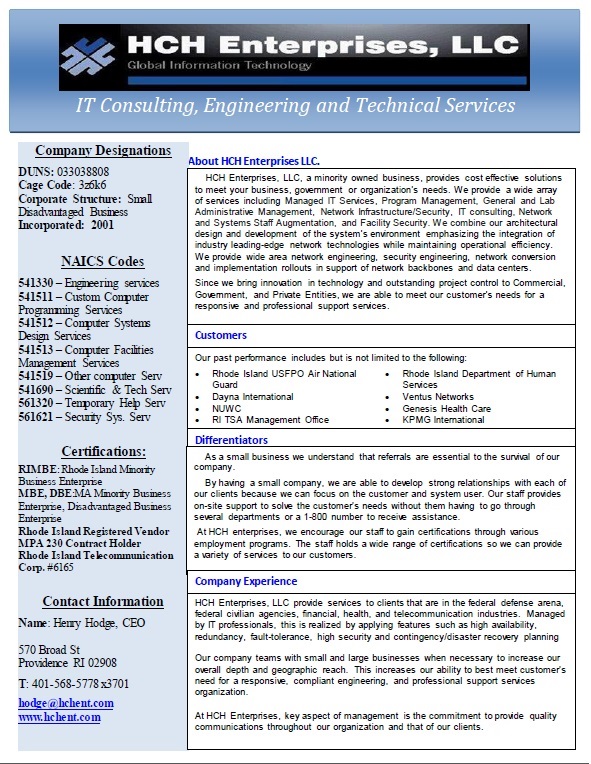 HCH Enterprises, LLC
Global Information Technology
IT Consulting, Engineering and Technical Services
Company Designations
DUNS: 033038808
Cage Code: 3z6k6
Corporate Structure: Small
Disadvantaged Business
Incorporated: 2001
NAICS Codes
541330 – Engineering services
541511 – Custom Computer
Programming Services
541512 – Computer Systems
Design Services
541513 – Computer Facilities
Management Services
541519 – Other computer Serv
541690 – Scientific & Tech Serv
561320 – Temporary Help Serv
561621 – Security Sys. Serv
Certifications:
RIMBE: Rhode Island Minority
Business Enterprise
MBE, DBE:MA Minority Business
Enterprise, Disadvantaged Business
Enterprise
Rhode Island Registered Vendor
MPA 230 Contract Holder
Rhode Island Telecommunication
Corp. #6165
Contact Information
Name: Henry Hodge, CEO
570 Broad St
Providence RI 02908
T: 401-568-5778 x3701
hodge@hchent.com
www.hchent.com
About HCH Enterprises LLC.
HCH Enterprises, LLC, a minority owned business, provides cost effective solutions
to meet your business, government or organization's needs. We provide a wide array
of services including Managed IT Services, Program Management, General and Lab
Administrative Management, Network Infrastructure/Security, IT consulting, Network
and Systems Staff Augmentation, and Facility Security. We combine our architectural
design and development of the system's environment emphasizing the integration of
industry leading-edge network technologies while maintaining operational efficiency.
We provide wide area network engineering, security engineering, network conversion
and implementation rollouts in support of network backbones and data centers.
Since we bring innovation in technology and outstanding project control to Commercial,
Government, and Private Entities, we are able to meet our customer's needs for a
responsive and professional support services.
Customers
Our past performance includes but is not limited to the following:
• Rhode Island USFPO Air National
Guard
• Dayna International
• NUWC
• RI TSA Management Office
• Rhode Island Department of Human
Services
• Ventus Networks
• Genesis Health Care
• KPMG International
Differentiators
As a small business we understand that referrals are essential to the survival of our
company.
By having a small company, we are able to develop strong relationships with each of
our clients because we can focus on the customer and system user. Our staff provides
on-site support to solve the customer's needs without them having to go through
several departments or a 1-800 number to receive assistance.
At HCH enterprises, we encourage our staff to gain certifications through various
employment programs. The staff holds a wide range of certifications so we can provide
a variety of services to our customers.
Company Experience
HCH Enterprises, LLC provide services to clients that are in the federal defense arena,
federal civilian agencies, financial, health, and telecommunication industries. Managed
by IT professionals, this is realized by applying features such as high availability,
redundancy, fault-tolerance, high security and contingency/disaster recovery planning
Our company teams with small and large businesses when necessary to increase our
overall depth and geographic reach. This increases our ability to best meet customer's
need for a responsive, compliant engineering, and professional support services
organization.
At HCH Enterprises, key aspect of management is the commitment to provide quality
communications throughout our organization and that of our clients.